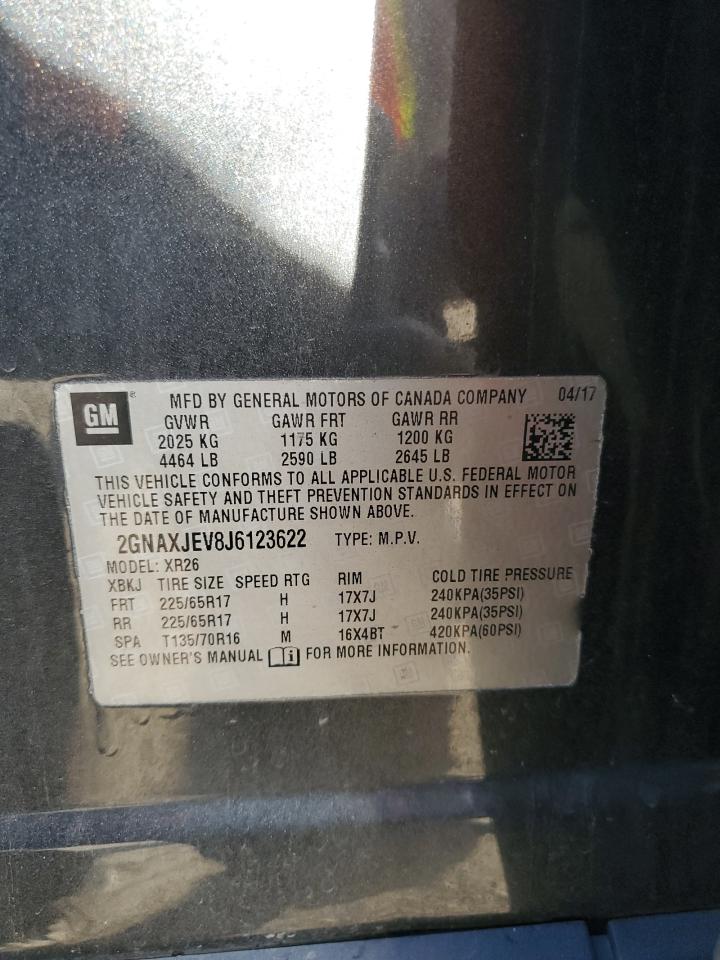 GM ® MFD BY GENERAL MOTORS OF CANADA COMPANY 04/17
GVWR GAWR FRT GAWR RR
2025 KG 1175 KG 1200 KG
4464 LB 2590 LB 2645 LB
THIS VEHICLE CONFORMS TO ALL APPLICABLE U.S. FEDERAL MOTOR
VEHICLE SAFETY AND THEFT PREVENTION STANDARDS IN EFFECT ON
THE DATE OF MANUFACTURE SHOWN ABOVE.
2GNAXJEV8J6123622 TYPE: M.P.V.
MODEL: XR26
XBKJ TIRE SIZE SPEED RTG RIM COLD TIRE PRESSURE
FRT 225/65R17 H 17X7J 240KPA(35PSI)
RR 225/65R17 H 17X7J 240KPA(35PSI)
SPA T135/70R16 M 16X4BT 420KPA(60PSI)
SEE OWNER'S MANUAL i FOR MORE INFORMATION.